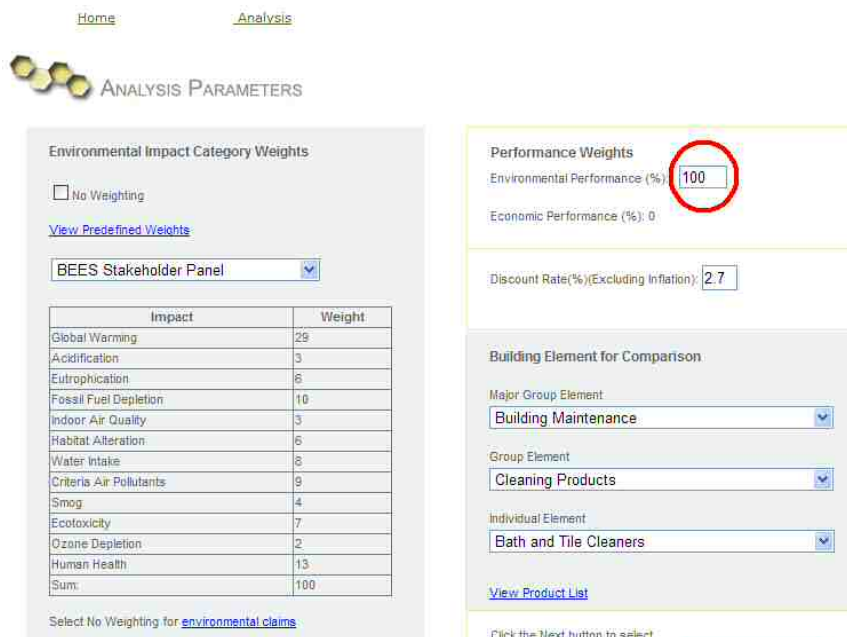 Home Analysis
ANALYSIS PARAMETERS
Environmental Impact Category Weights
No Weighting
View Predefined Weights
BEES Stakeholder Panel
Impact Weight
Global Warming 29
Acidification 3
Eutrophication 6
Fossil Fuel Depletion 10
Indoor Air Quality 3
Habitat Alteration 6
Water Intake 8
Criteria Air Pollutants 9
Smog 4
Ecotoxicity 7
Ozone Depletion 2
Human Health 13
Sum: 100
Select No Weighting for environmental claims
Performance Weights
Environmental Performance (%): 100
Economic Performance (%): 0
Discount Rate(%)(Excluding Inflation): 2.7
Building Element for Comparison
Major Group Element
Building Maintenance
Group Element
Cleaning Products
Individual Element
Bath and Tile Cleaners
View Product List
Click the Next button to select